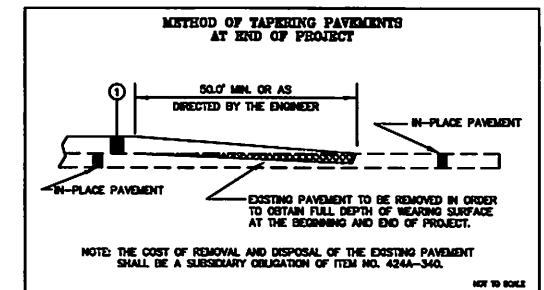 METHOD OF TAPERING PAVEMENTS
AT END OF PROJECT
1
50.0' MIN. OR AS
DIRECTED BY THE ENGINEER
IN-PLACE PAVEMENT
IN-PLACE PAVEMENT
EXISTING PAVEMENT TO BE REMOVED IN ORDER
TO OBTAIN FULL DEPTH OF WEARING SURFACE
AT THE BEGINNING AND END OF PROJECT.
NOTE: THE COST OF REMOVAL AND DISPOSAL OF THE EXISTING PAVEMENT
SHALL BE A SUBSIDIARY OBLIGATION OF ITEM NO. 424A-340.
NOT TO SCALE